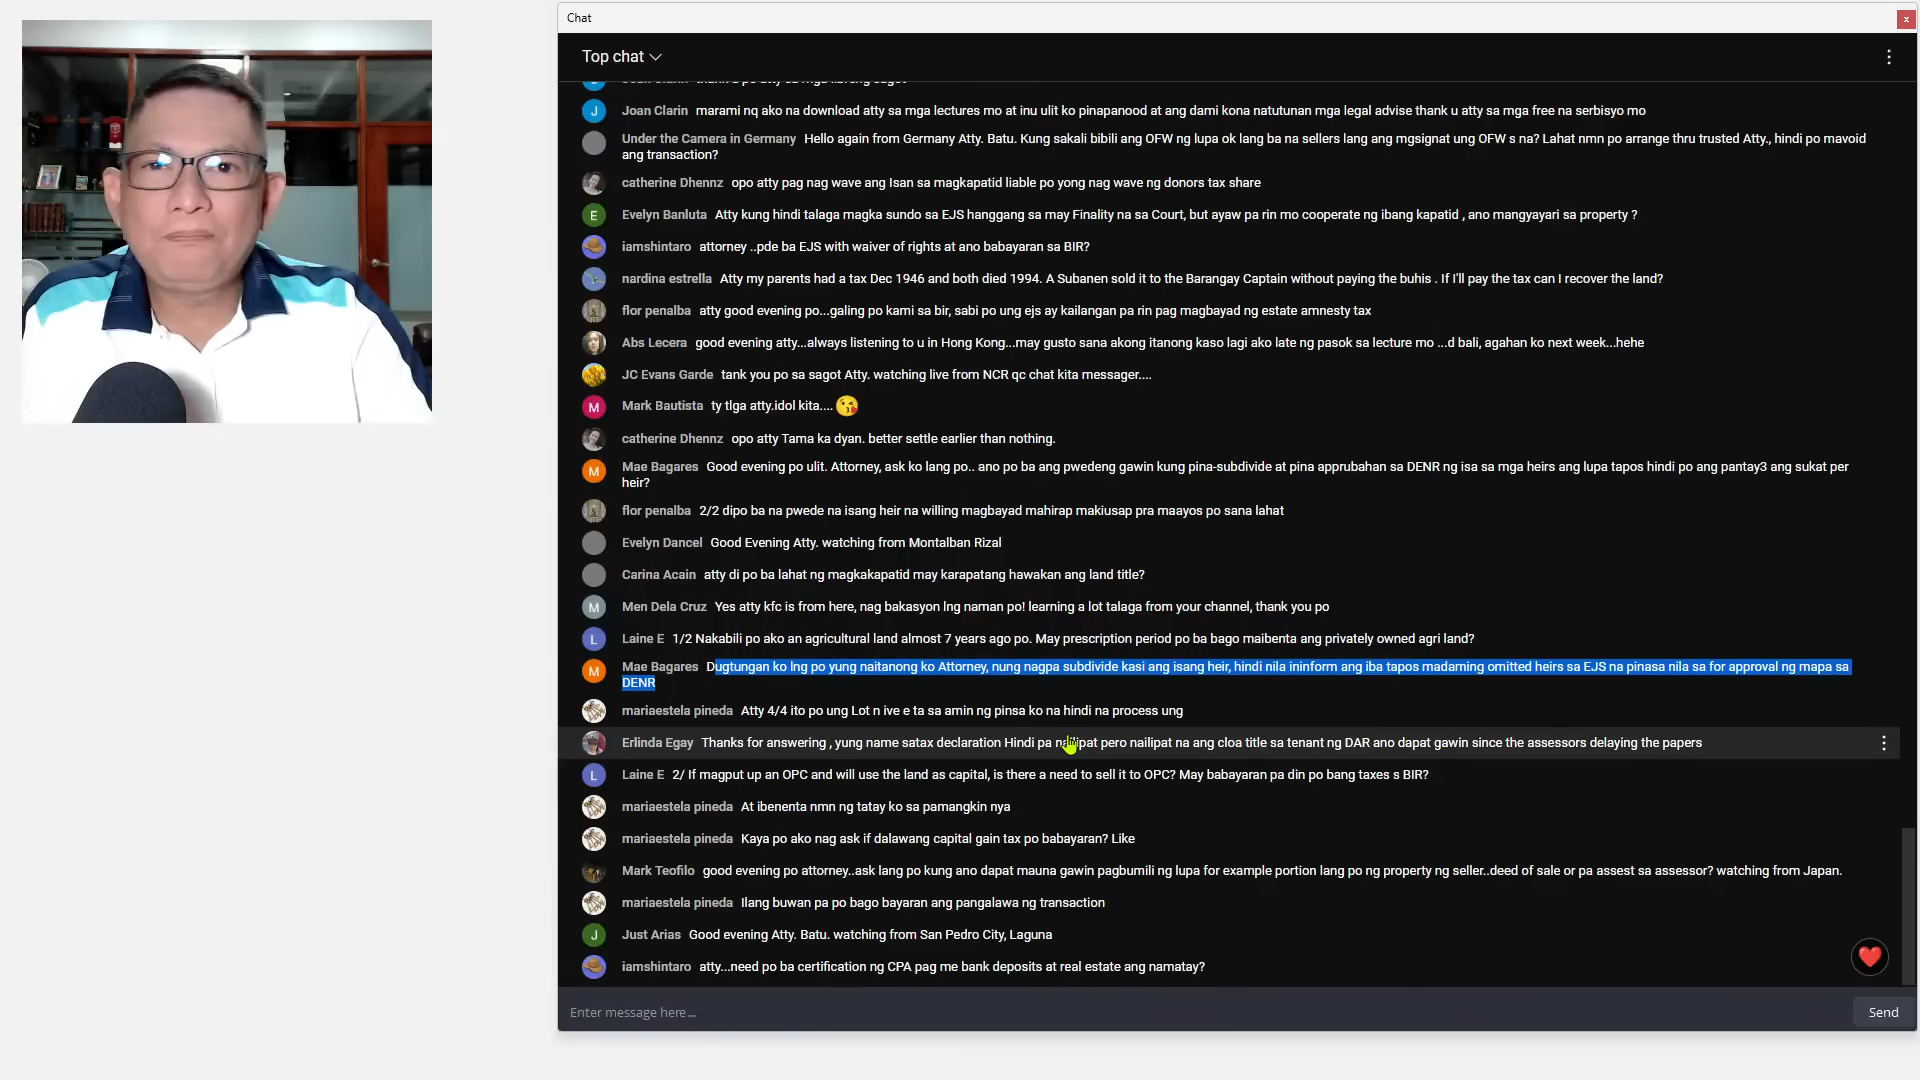 Chat
Top chat
Joan Clarin marami nq ako na download atty sa mga lectures mo at inu ulit ko pinapanood at ang dami kona natutunan mga legal advise thank u atty sa mga free na serbisyo mo
Under the Camera in Germany Hello again from Germany Atty. Batu. Kung sakali bibili ang OFW ng lupa ok lang ba na sellers lang ang mgsignat ung OFW s na? Lahat nmn po arrange thru trusted Atty., hindi po mavoid
ang transaction?
catherine Dhennz opo atty pag nag wave ang Isan sa magkapatid liable po yong nag wave ng donors tax share
E
Evelyn Banluta Atty kung hindi talaga magka sundo sa EJS hanggang sa may Finality na sa Court, but ayaw pa rin mo cooperate ng ibang kapatid , ano mangyayari sa property ?
iamshintaro attorney ..pde ba EJS with waiver of rights at ano babayaran sa BIR?
nardina estrella Atty my parents had a tax Dec 1946 and both died 1994. A Subanen sold it to the Barangay Captain without paying the buhis . If I'll pay the tax can I recover the land?
flor penalba atty good evening po...galing po kami sa bir, sabi po ung ejs ay kailangan pa rin pag magbayad ng estate amnesty tax
Abs Lecera good evening atty...always listening to u in Hong Kong...may gusto sana akong itanong kaso lagi ako late ng pasok sa lecture mo ...d bali, agahan ko next week...hehe
JC Evans Garde tank you po sa sagot Atty. watching live from NCR qc chat kita messager....
M
Mark Bautista ty tlga atty.idol kita....
catherine Dhennz opo atty Tama ka dyan. better settle earlier than nothing.
M
Mae Bagares Good evening po ulit. Attorney, ask ko lang po.. ano po ba ang pwedeng gawin kung pina-subdivide at pina apprubahan sa DENR ng isa sa mga heirs ang lupa tapos hindi po ang pantay3 ang sukat per
heir?
flor penalba 2/2 dipo ba na pwede na isang heir na willing magbayad mahirap makiusap pra maayos po sana lahat
Evelyn Dancel Good Evening Atty. watching from Montalban Rizal
Carina Acain atty di po ba lahat ng magkakapatid may karapatang hawakan ang land title?
M
Men Dela Cruz Yes atty kfc is from here, nag bakasyon lng naman po! learning a lot talaga from your channel, thank you po
L
Laine E 1/2 Nakabili po ako an agricultural land almost 7 years ago po. May prescription period po ba bago maibenta ang privately owned agri land?
M
Mae Bagares Dugtungan ko lng po yung naitanong ko Attorney, nung nagpa subdivide kasi ang isang heir, hindi nila ininform ang iba tapos madaming omitted heirs sa EJS na pinasa nila sa for approval ng mapa sa
DENR
mariaestela pineda Atty 4/4 ito po ung Lot n ive e ta sa amin ng pinsa ko na hindi na process ung
Erlinda Egay Thanks for answering , yung name satax declaration Hindi pa nailipat pero nailipat na ang cloa title sa tenant ng DAR ano dapat gawin since the assessors delaying the papers
L
Laine E 2/ If magput up an OPC and will use the land as capital, is there a need to sell it to OPC? May babayaran pa din po bang taxes s BIR?
mariaestela pineda At ibenenta nmn ng tatay ko sa pamangkin nya
mariaestela pineda Kaya po ako nag ask if dalawang capital gain tax po babayaran? Like
Mark Teofilo good evening po attorney..ask lang po kung ano dapat mauna gawin pagbumili ng lupa for example portion lang po ng property ng seller..deed of sale or pa assest sa assessor? watching from Japan.
mariaestela pineda Ilang buwan pa po bago bayaran ang pangalawa ng transaction
J
Just Arias Good evening Atty. Batu. watching from San Pedro City, Laguna
iamshintaro atty...need po ba certification ng CPA pag me bank deposits at real estate ang namatay?
Enter message here...
Send